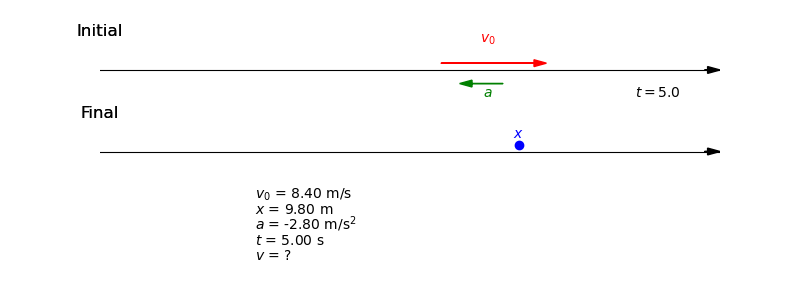 Initial
v₀
a
t = 5.0
Final
x
v₀ = 8.40 m/s
x = 9.80 m
a = -2.80 m/s²
t = 5.00 s
v = ?